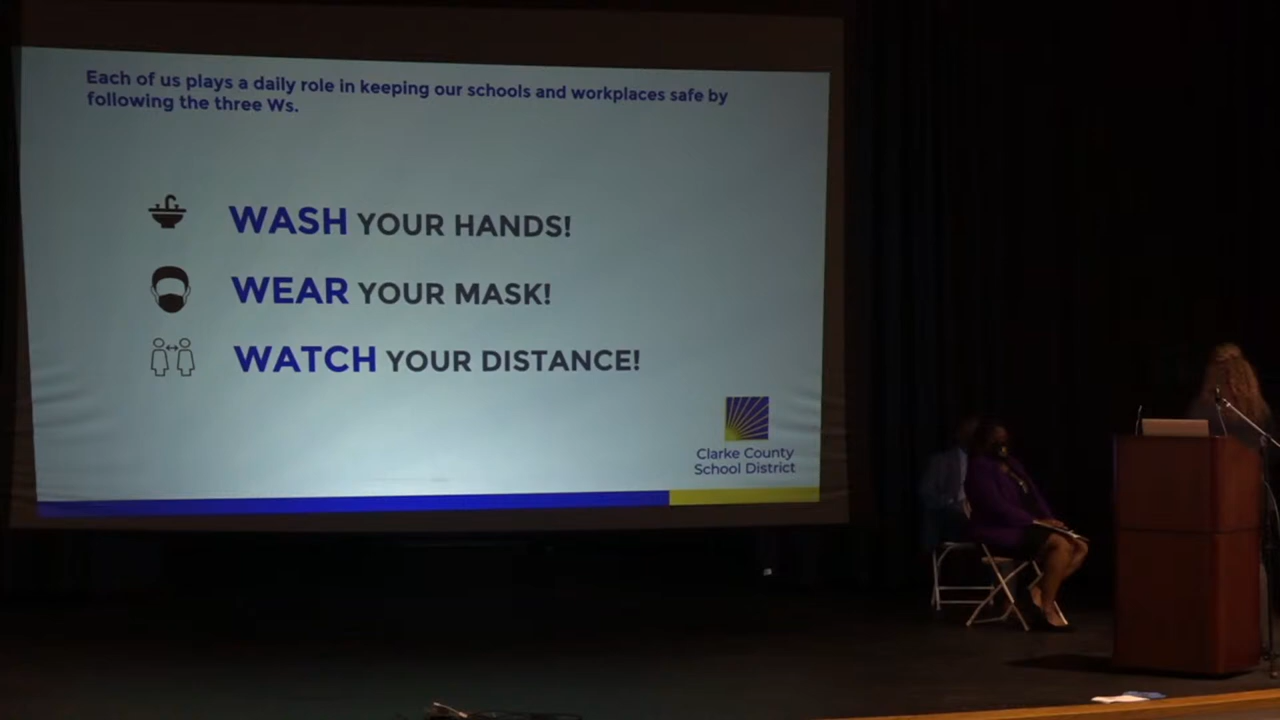 Each of us plays a daily role in keeping our schools and workplaces safe by
following the three Ws.
WASH YOUR HANDS!
WEAR YOUR MASK!
WATCH YOUR DISTANCE!
Clarke County
School District